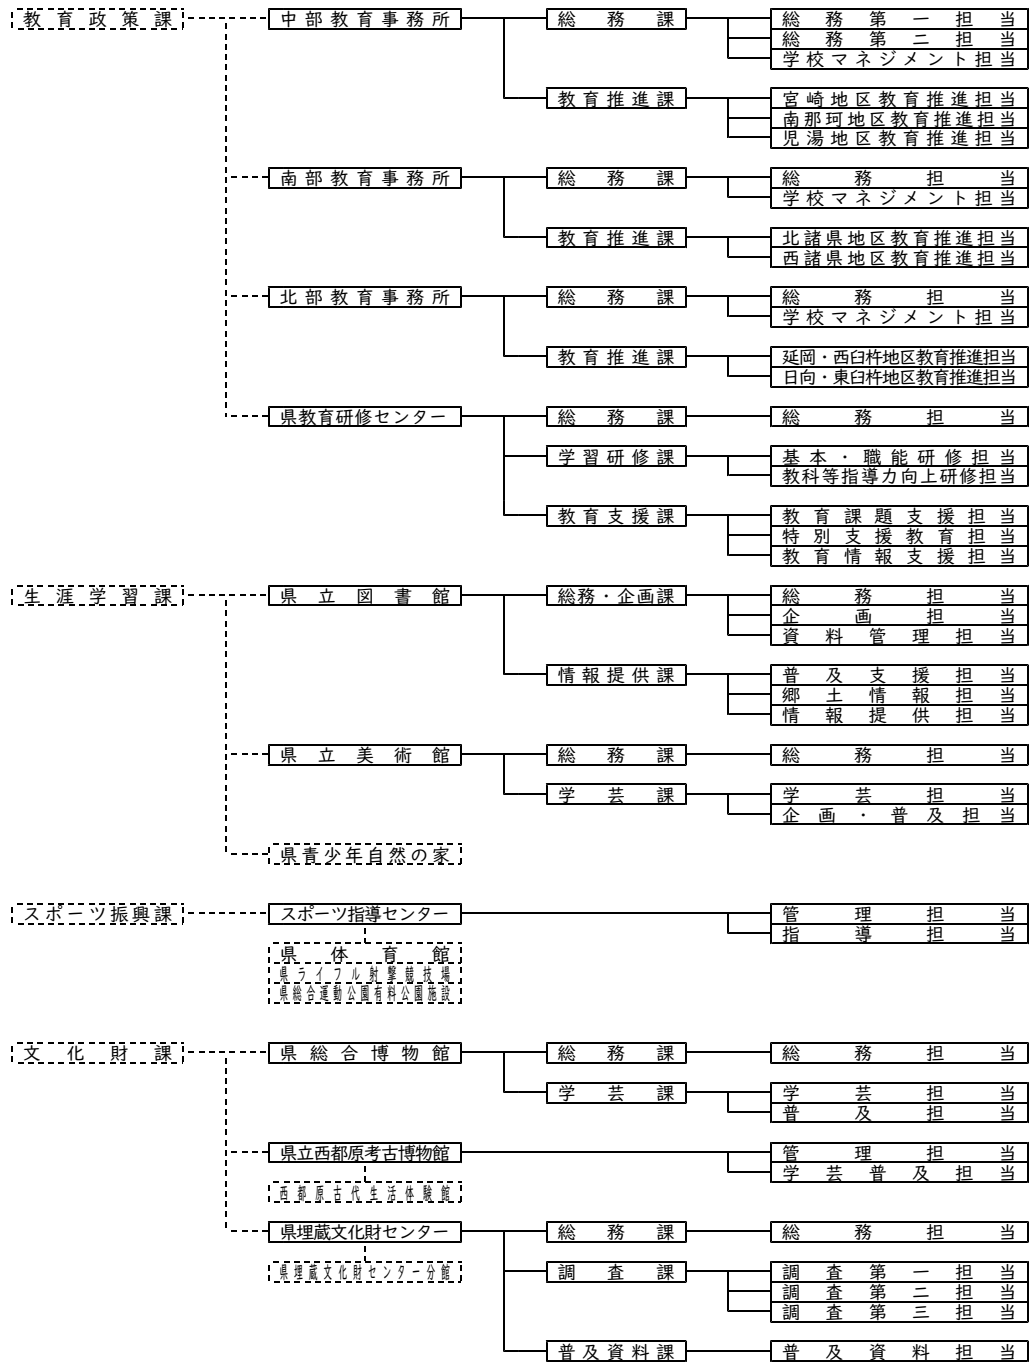 教育政策課 中部教育事務所 総務課 総務第一担当
総務第二担当
学校マネジメント担当
教育推進課 宮崎地区教育推進担当
南那珂地区教育推進担当
児湯地区教育推進担当
南部教育事務所 総務課 総務担当
学校マネジメント担当
教育推進課 北諸県地区教育推進担当
西諸県地区教育推進担当
北部教育事務所 総務課 総務担当
学校マネジメント担当
教育推進課 延岡・西臼杵地区教育推進担当
日向・東臼杵地区教育推進担当
県教育研修センター 総務課 総務担当
学習研修課 基本・職能研修担当
教科等指導力向上研修担当
教育支援課 教育課題支援担当
特別支援教育担当
教育情報支援担当
生涯学習課 県立図書館 総務・企画課 総務担当
企画担当
資料管理担当
情報提供課 普及支援担当
郷土情報担当
情報提供担当
県立美術館 総務課 総務担当
学芸課 学芸担当
企画・普及担当
県青少年自然の家
スポーツ振興課 スポーツ指導センター 管理担当
指導担当
県体育館
県ライフル射撃競技場
県総合運動公園有料公園施設
文化財課 県総合博物館 総務課 総務担当
学芸課 学芸担当
普及担当
県立西都原考古博物館 管理担当
学芸普及担当
西都原古代生活体験館
県埋蔵文化財センター 総務課 総務担当
県埋蔵文化財センター分館 調査課 調査第一担当
調査第二担当
調査第三担当
普及資料課 普及資料担当